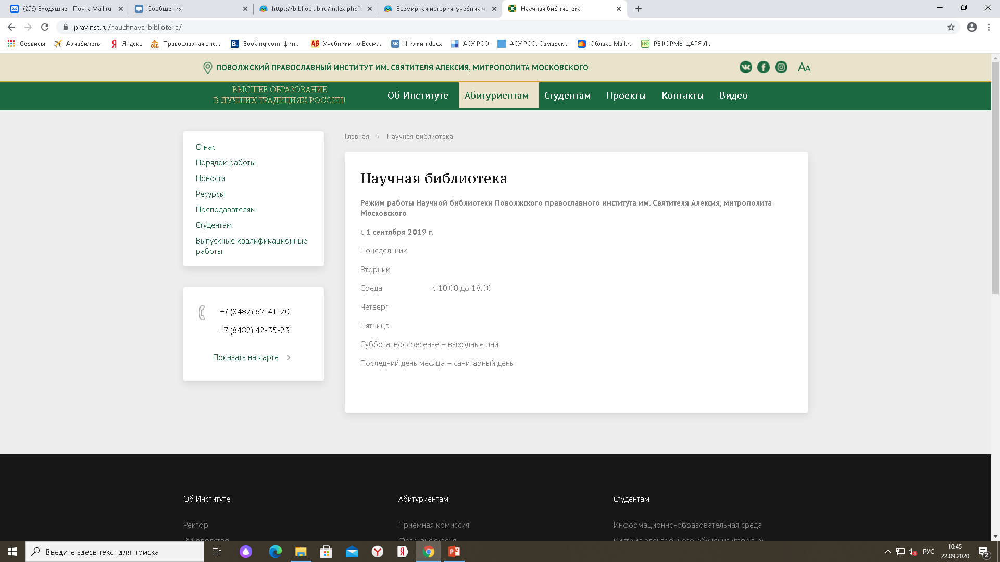 (296) Входящие - Почта Mail.ru
Сообщения
https://biblioclub.ru/index.php?
Всемирная история: учебник
Научная библиотека
pravinst.ru/nauchnaya-biblioteka/
Сервисы
Авиабилеты
Яндекс
Православная эле...
Booking.com: фин...
Учебники по Всем...
Жилкин.docx
АСУ РСО
АСУ РСО. Самарск...
Облако Mail.ru
РЕФОРМЫ ЦАРЯ Л...
ПОВОЛЖСКИЙ ПРАВОСЛАВНЫЙ ИНСТИТУТ ИМ. СВЯТИТЕЛЯ АЛЕКСИЯ, МИТРОПОЛИТА МОСКОВСКОГО
АА
ВЫСШЕЕ ОБРАЗОВАНИЕ
В ЛУЧШИХ ТРАДИЦИЯХ РОССИИ!
Об Институте
Абитуриентам
Студентам
Проекты
Контакты
Видео
О нас
Порядок работы
Новости
Ресурсы
Преподавателям
Студентам
Выпускные квалификационные
работы
+7 (8482) 62-41-20
+7 (8482) 42-35-23
Показать на карте
Главная › Научная библиотека
Научная библиотека
Режим работы Научной библиотеки Поволжского православного института им. Святителя Алексия, митрополита
Московского
с 1 сентября 2019 г.
Понедельник
Вторник
Среда с 10.00 до 18.00
Четверг
Пятница
Суббота, воскресенье – выходные дни
Последний день месяца – санитарный день
Об Институте
Абитуриентам
Студентам
Ректор
Приемная комиссия
Информационно-образовательная среда
Руководство
Фото-экскурсия
Система электронного обучения (moodle)
Введите здесь текст для поиска
РУС
10:45
22.09.2020
2